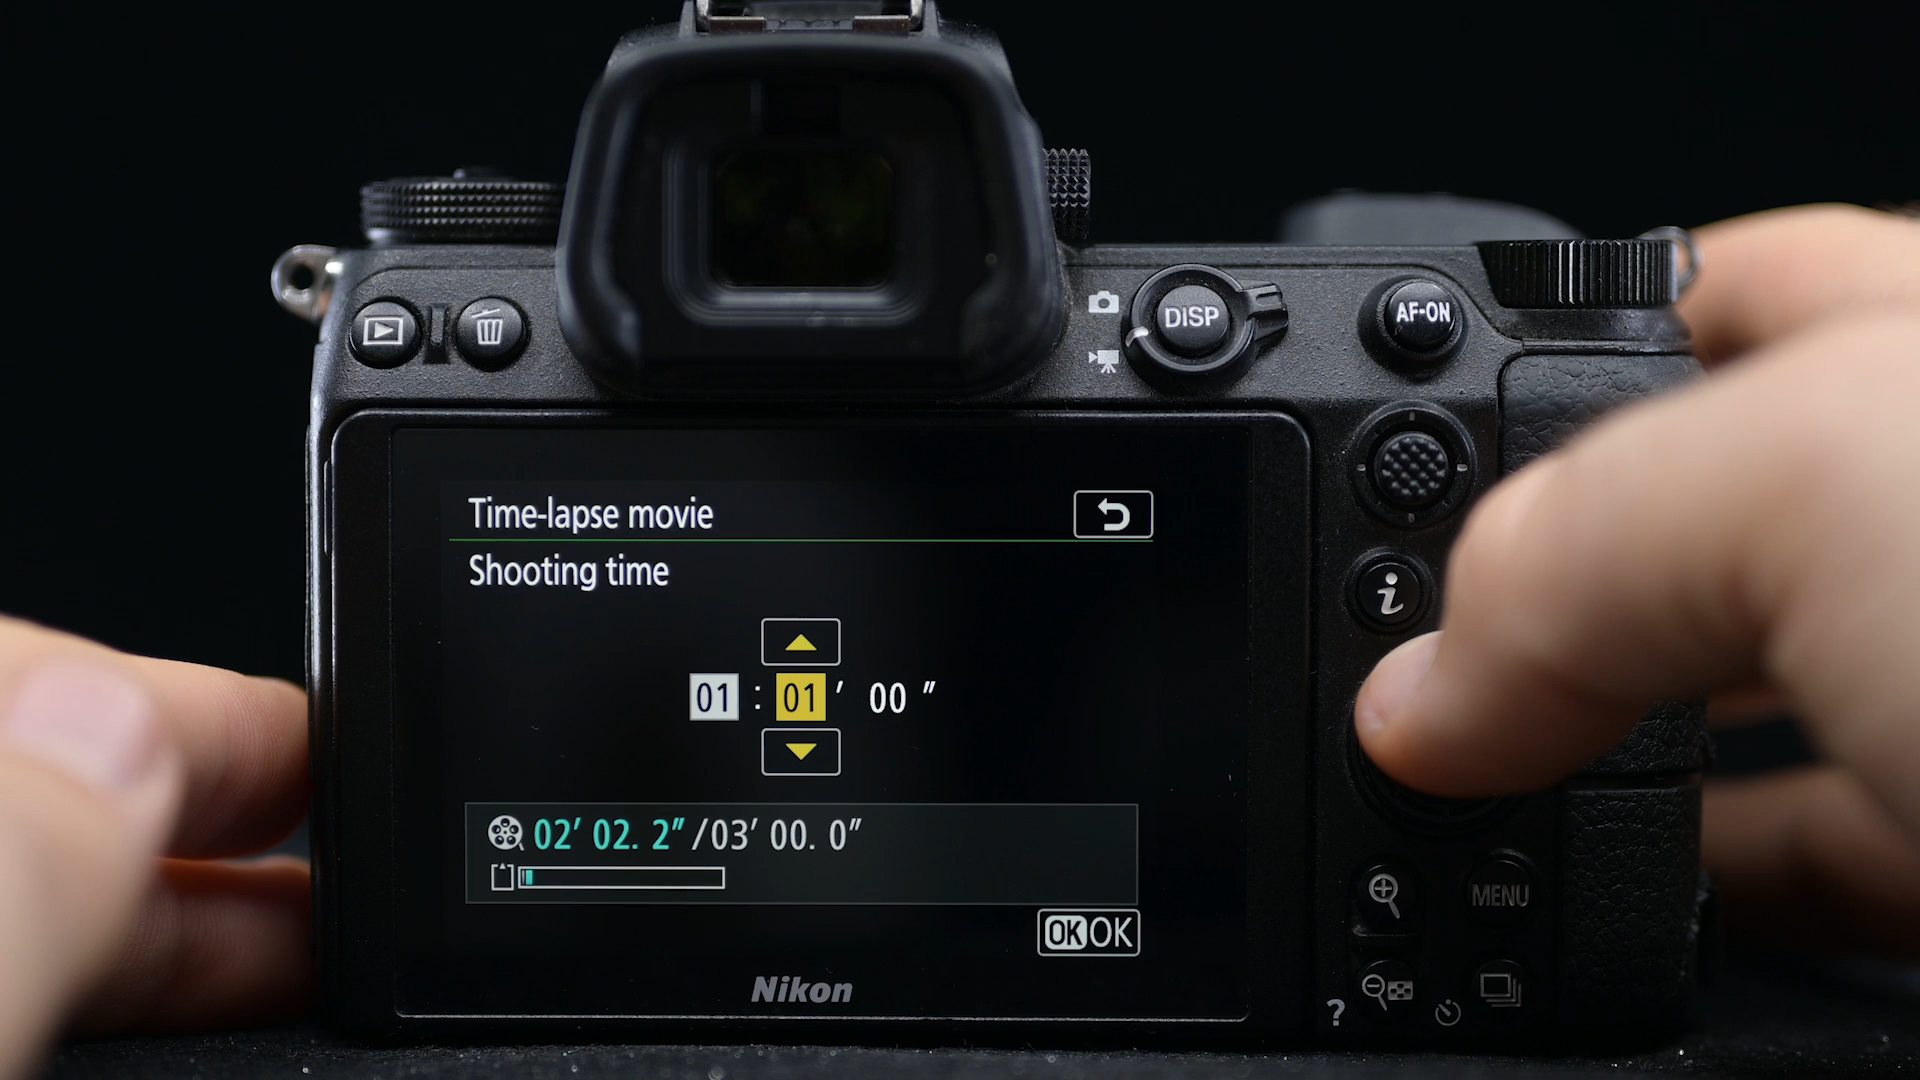 DISP
AF-ON
Time-lapse movie
Shooting time
i
01 : 01′ 00″
02′ 02. 2″ /03′ 00. 0″
MENU
OK OK
Nikon
?